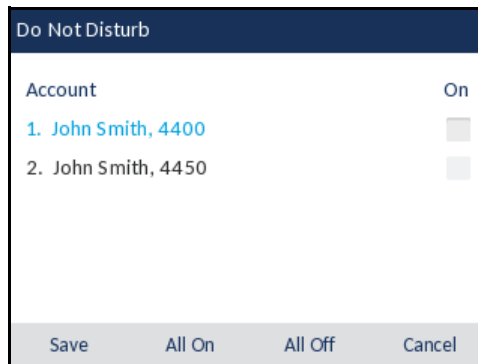 Do Not Disturb
Account On
1. John Smith, 4400
2. John Smith, 4450
Save All On All Off Cancel